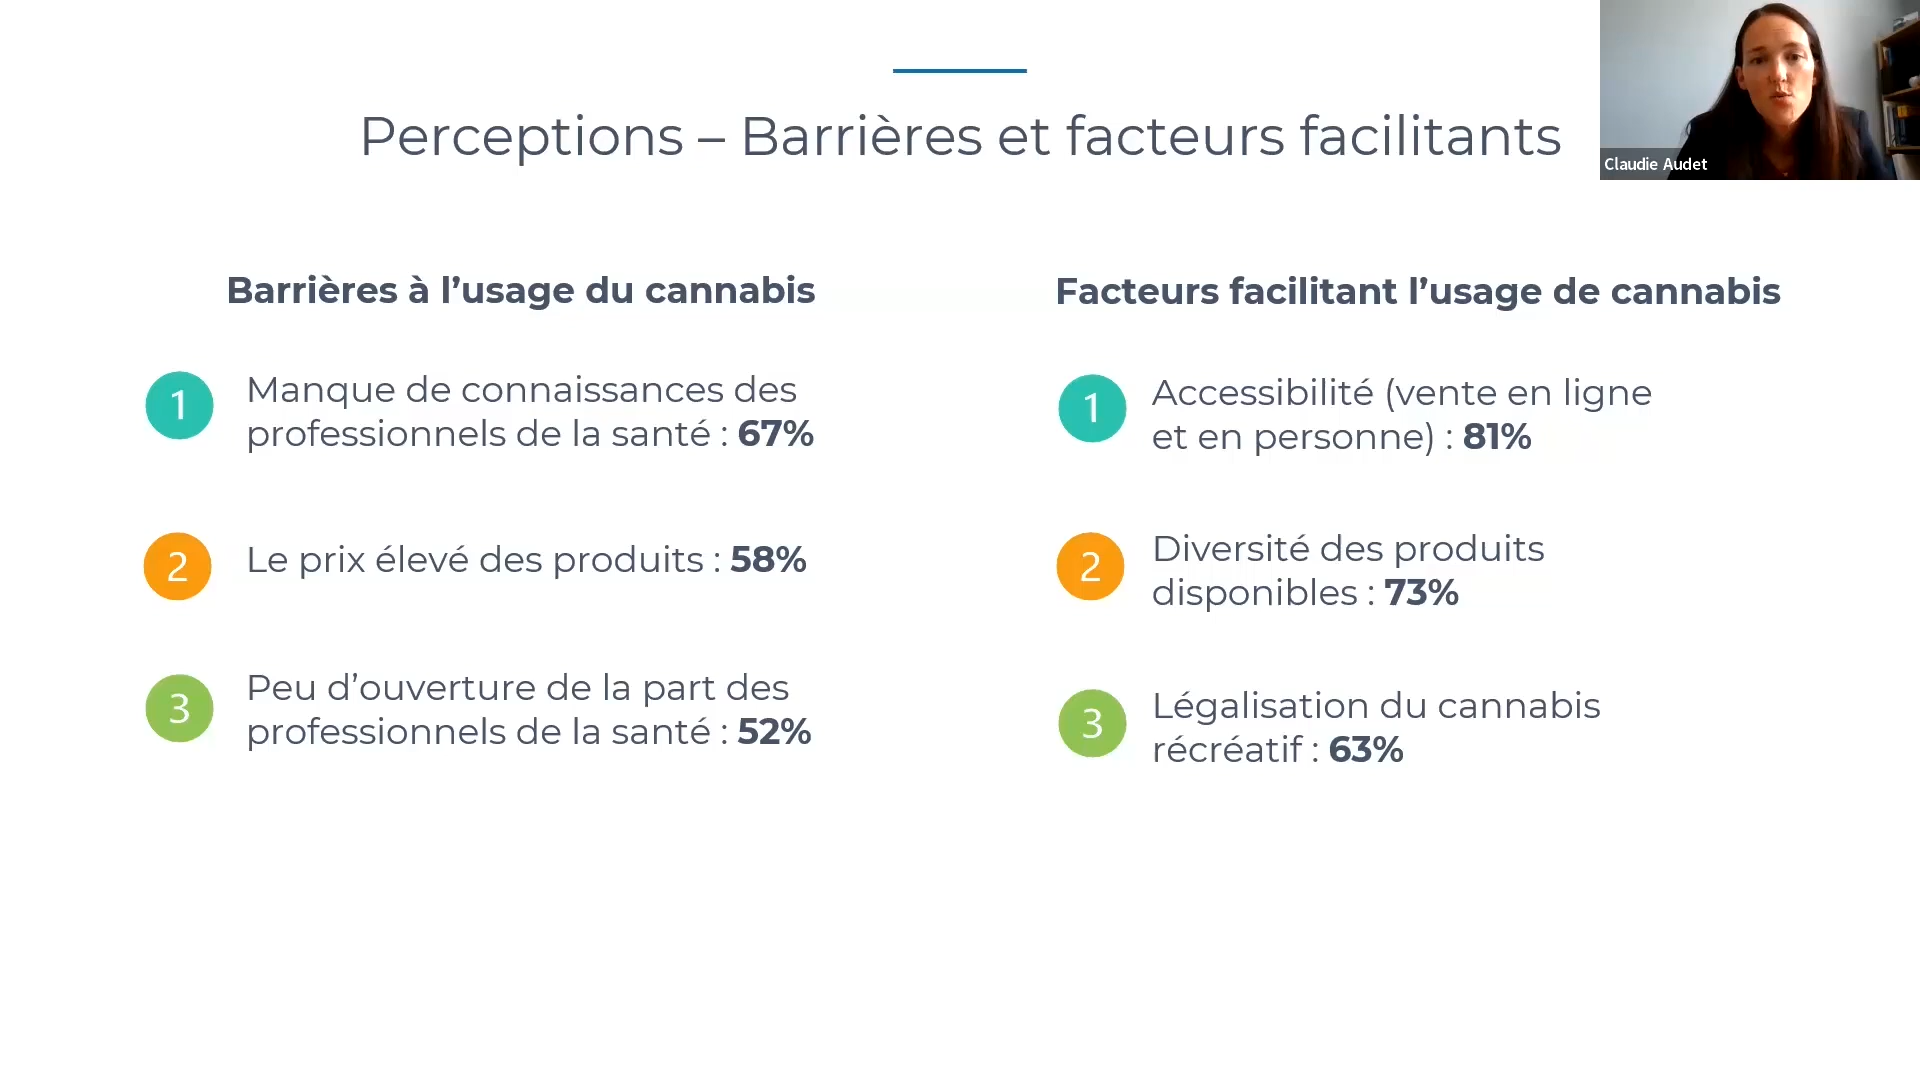 Perceptions – Barrières et facteurs facilitants
Claudie Audet
Barrières à l’usage du cannabis
1
Manque de connaissances des
professionnels de la santé : 67%
2
Le prix élevé des produits : 58%
3
Peu d’ouverture de la part des
professionnels de la santé : 52%
Facteurs facilitant l’usage de cannabis
1
Accessibilité (vente en ligne
et en personne) : 81%
2
Diversité des produits
disponibles : 73%
3
Légalisation du cannabis
récréatif : 63%